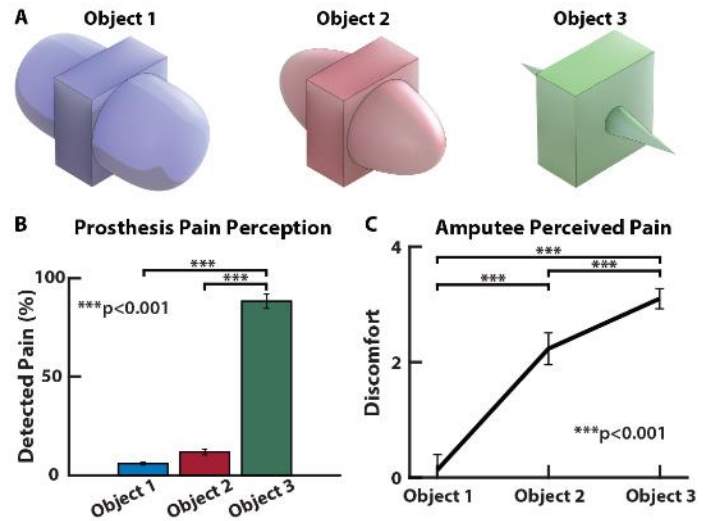 A
Object 1
Object 2
Object 3
B
Prosthesis Pain Perception
Detected Pain (%)
100
50
0
***
***
***p<0.001
Object 1
Object 2
Object 3
C
Amputee Perceived Pain
Discomfort
4
2
0
***
***
***
***p<0.001
Object 1
Object 2
Object 3